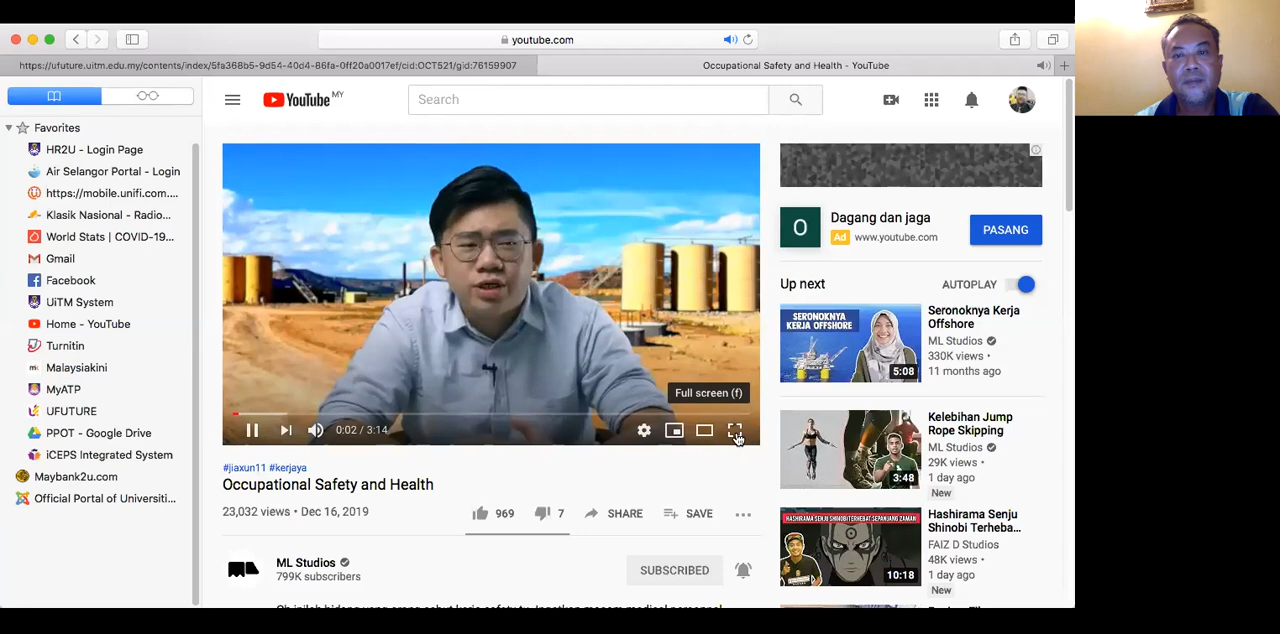 youtube.com
https://ufuture.uitm.edu.my/contents/index/5fa368b5-9d54-40d4-86fa-0ff20a0017ef/cid:OCT521/gid:76159907
Occupational Safety and Health - YouTube
Favorites
HR2U - Login Page
Air Selangor Portal - Login
https://mobile.unifi.com....
Klasik Nasional - Radio...
World Stats | COVID-19...
Gmail
Facebook
UiTM System
Home - YouTube
Turnitin
mk Malaysiakini
MyATP
UFUTURE
PPOT - Google Drive
iCEPS Integrated System
Maybank2u.com
Official Portal of Universiti...
YouTube MY
Search
Full screen (f)
0:02 / 3:14
#jiaxun11 #kerjaya
Occupational Safety and Health
23,032 views • Dec 16, 2019
969
7
SHARE
SAVE
ML Studios
799K subscribers
SUBSCRIBED
O
Dagang dan jaga
Ad www.youtube.com
PASANG
Up next
AUTOPLAY
SERONOKNYA
KERJA OFFSHORE
5:08
Seronoknya Kerja
Offshore
ML Studios
330K views •
11 months ago
3:48
Kelebihan Jump
Rope Skipping
ML Studios
29K views •
1 day ago
New
HASHIRAMA SENJU SHINOBI TERHEBAT SEPANJANG ZAMAN
10:18
Hashirama Senju
Shinobi Terheba...
FAIZ D Studios
48K views •
1 day ago
New